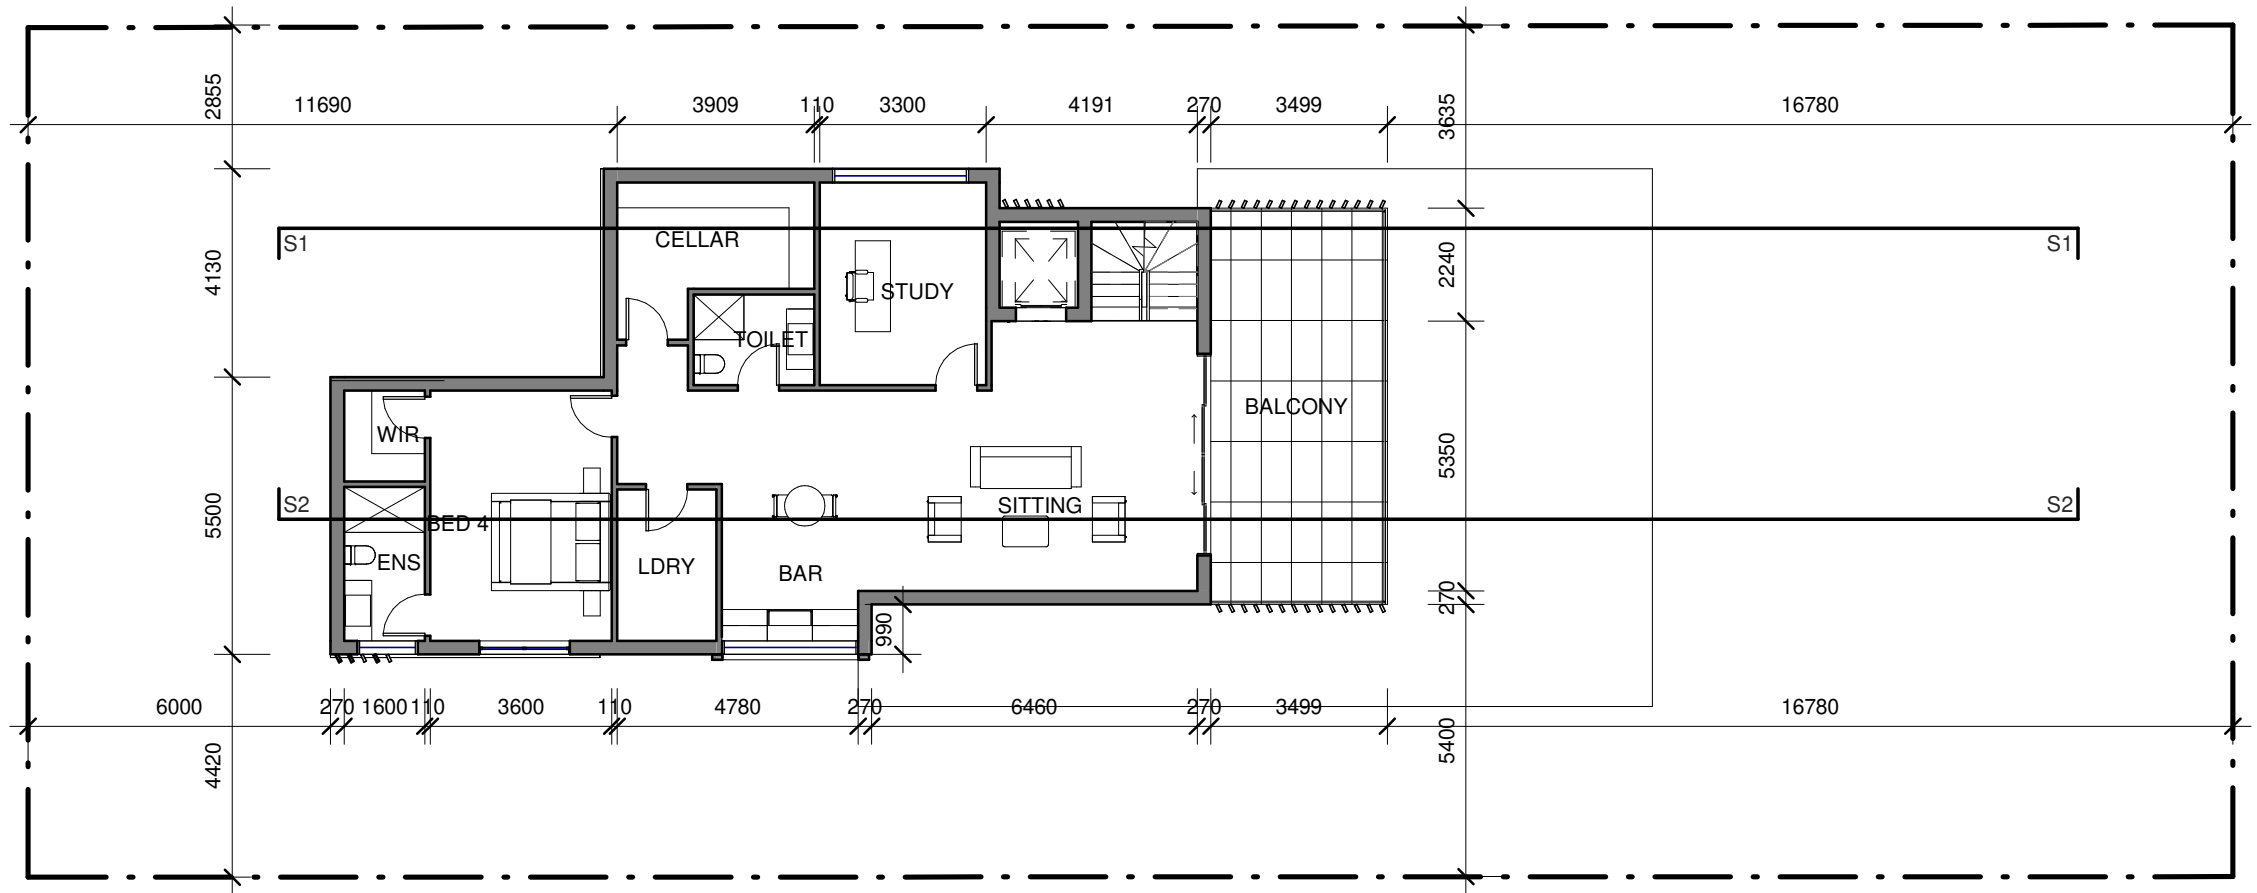 11690
3909
110
3300
4191
270
3499
16780
2855
3635
S1
CELLAR
S1
4130
2240
STUDY
TOILET
BALCONY
WIR
5350
S2
BED 4
SITTING
S2
5500
ENS
LDRY
BAR
270
990
6000
270
1600
110
3600
110
4780
270
6460
270
3499
16780
4420
5400